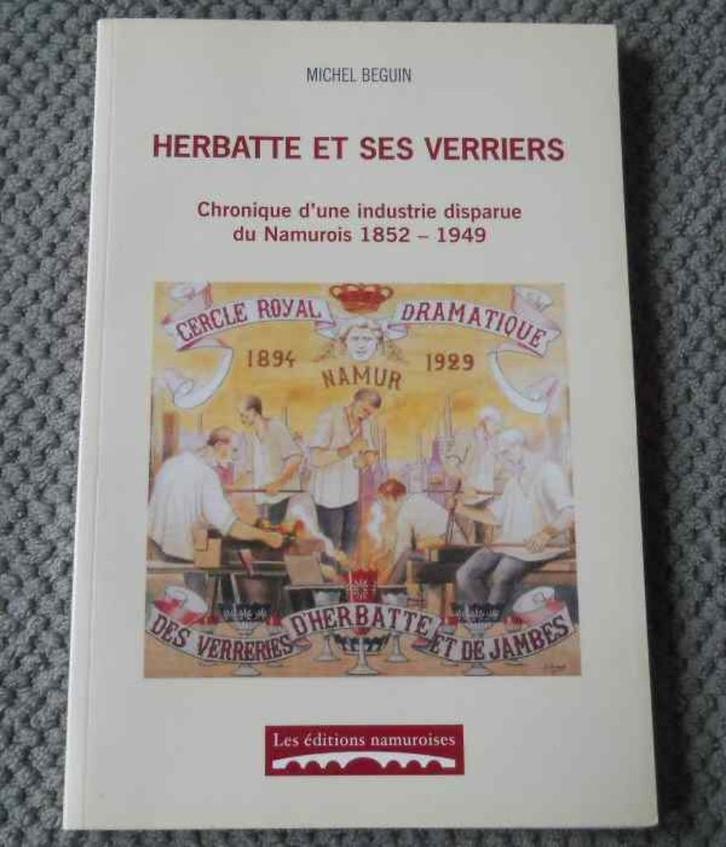 MICHEL BEGUIN
HERBATTE ET SES VERRIERS
Chronique d'une industrie disparue
du Namurois 1852 – 1949
CERCLE ROYAL DRAMATIQUE
1894 1929
NAMUR
DES VERRERIES D'HERBATTE ET DE JAMBES
Les éditions namuroises